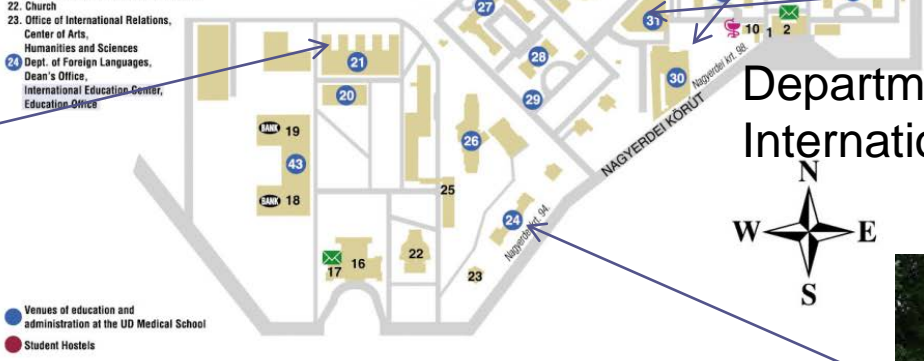 22. Church
23. Office of International Relations,
Center of Arts,
Humanities and Sciences
24 Dept. of Foreign Languages,
Dean's Office,
International Education Center,
Education Office
27
31
10 1 2
21
28
30
Nagyerdei krt. 98.
20
29
NAGYERDEI KÖRÚT
Departm
Internatio
BANK 19
26
43
25
BANK 18
24
Nagyerdei krt. 94.
22
17 16
23
N
W E
S
Venues of education and
administration at the UD Medical School
Student Hostels